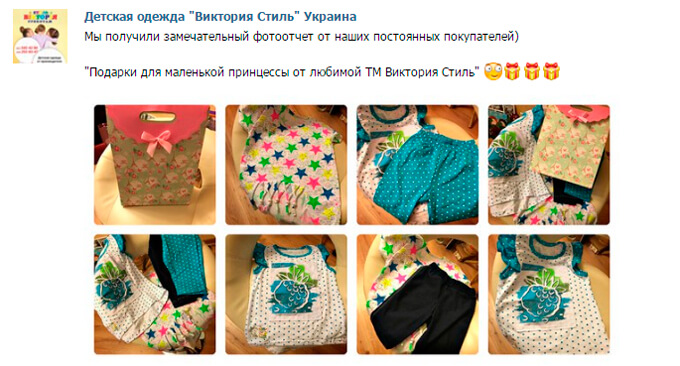 Детская одежда "Виктория Стиль" Украина
Мы получили замечательный фотоотчет от наших постоянных покупателей)
"Подарки для маленькой принцессы от любимой ТМ Виктория Стиль"